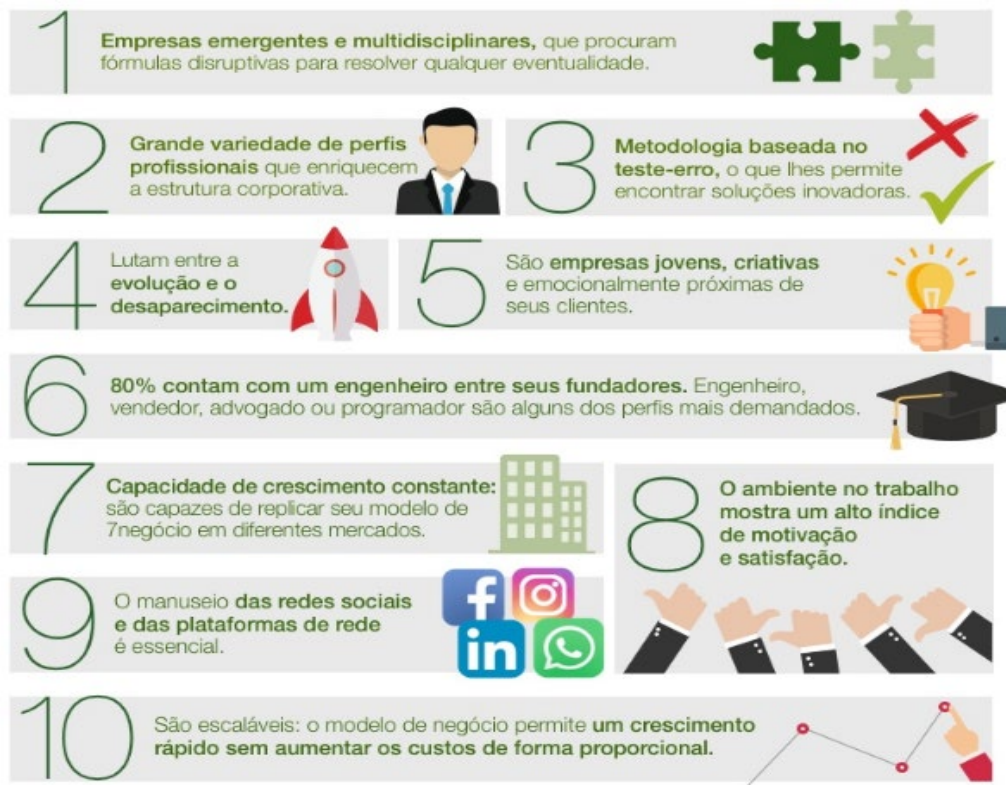 1
Empresas emergentes e multidisciplinares, que procuram
fórmulas disruptivas para resolver qualquer eventualidade.
2
Grande variedade de perfis
profissionais que enriquecem
a estrutura corporativa.
3
Metodologia baseada no
teste-erro, o que lhes permite
encontrar soluções inovadoras.
4
Lutam entre a
evolução e o
desaparecimento.
5
São empresas jovens, criativas
e emocionalmente próximas de
seus clientes.
6
80% contam com um engenheiro entre seus fundadores. Engenheiro,
vendedor, advogado ou programador são alguns dos perfis mais demandados.
7
Capacidade de crescimento constante:
são capazes de replicar seu modelo de
7negócio em diferentes mercados.
8
O ambiente no trabalho
mostra um alto índice
de motivação
e satisfação.
9
O manuseio das redes sociais
e das plataformas de rede
é essencial.
f
in
10
São escaláveis: o modelo de negócio permite um crescimento
rápido sem aumentar os custos de forma proporcional.